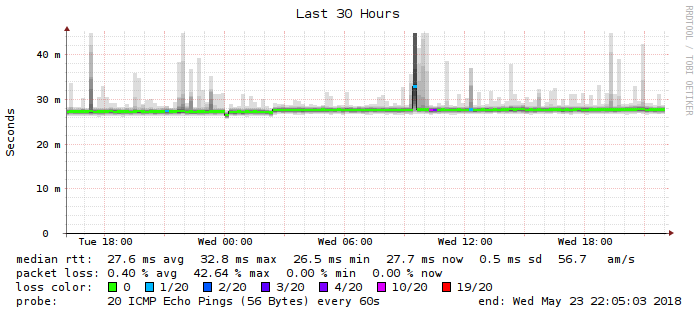 Last 30 Hours
RRDTOOL / TOBI OETIKER
Seconds
40 m
30 m
20 m
10 m
0
Tue 18:00 Wed 00:00 Wed 06:00 Wed 12:00 Wed 18:00
median rtt: 27.6 ms avg 32.8 ms max 26.5 ms min 27.7 ms now 0.5 ms sd 56.7 am/s
packet loss: 0.40 % avg 42.64 % max 0.00 % min 0.00 % now
loss color: 0 1/20 2/20 3/20 4/20 10/20 19/20
probe: 20 ICMP Echo Pings (56 Bytes) every 60s end: Wed May 23 22:05:03 2018